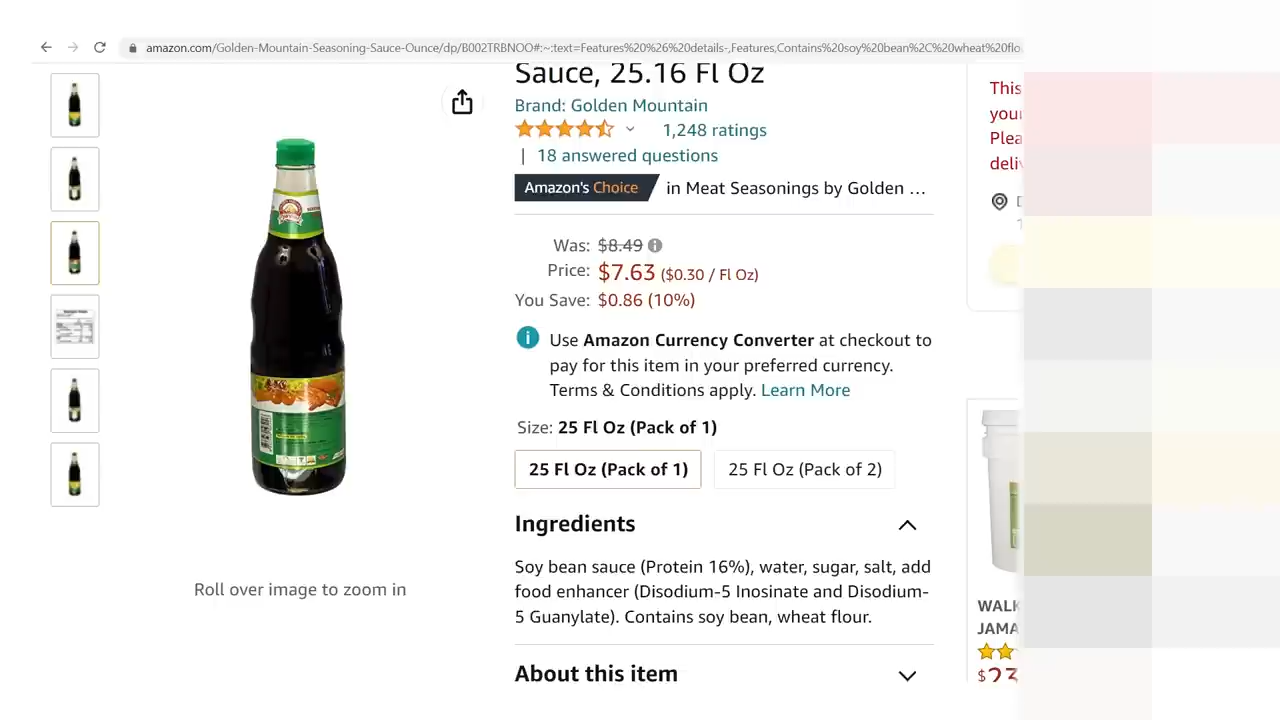 amazon.com/Golden-Mountain-Seasoning-Sauce-Ounce/dp/B002TRBNOO#:~:text=Features%20%26%20details-,Features,Contains%20soy%20bean%2C%20wheat%20flo
Sauce, 25.16 Fl Oz
Brand: Golden Mountain
1,248 ratings
| 18 answered questions
Amazon's Choice in Meat Seasonings by Golden …
Was: $8.49
Price: $7.63 ($0.30 / Fl Oz)
You Save: $0.86 (10%)
Use Amazon Currency Converter at checkout to
pay for this item in your preferred currency.
Terms & Conditions apply. Learn More
Size: 25 Fl Oz (Pack of 1)
25 Fl Oz (Pack of 1) 25 Fl Oz (Pack of 2)
Ingredients
Soy bean sauce (Protein 16%), water, sugar, salt, add
food enhancer (Disodium-5 Inosinate and Disodium-
5 Guanylate). Contains soy bean, wheat flour.
About this item
Roll over image to zoom in
This
your
Plea
deliv
WALK
JAMA